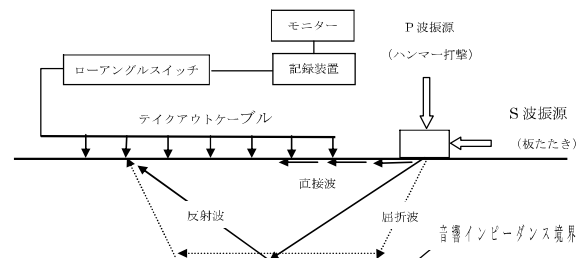 モニター
P波振源
(ハンマー打撃)
ローアングルスイッチ
記録装置
テイクアウトケーブル
S波振源
(板たたき)
直接波
反射波
屈折波
音響インピーダンス境界